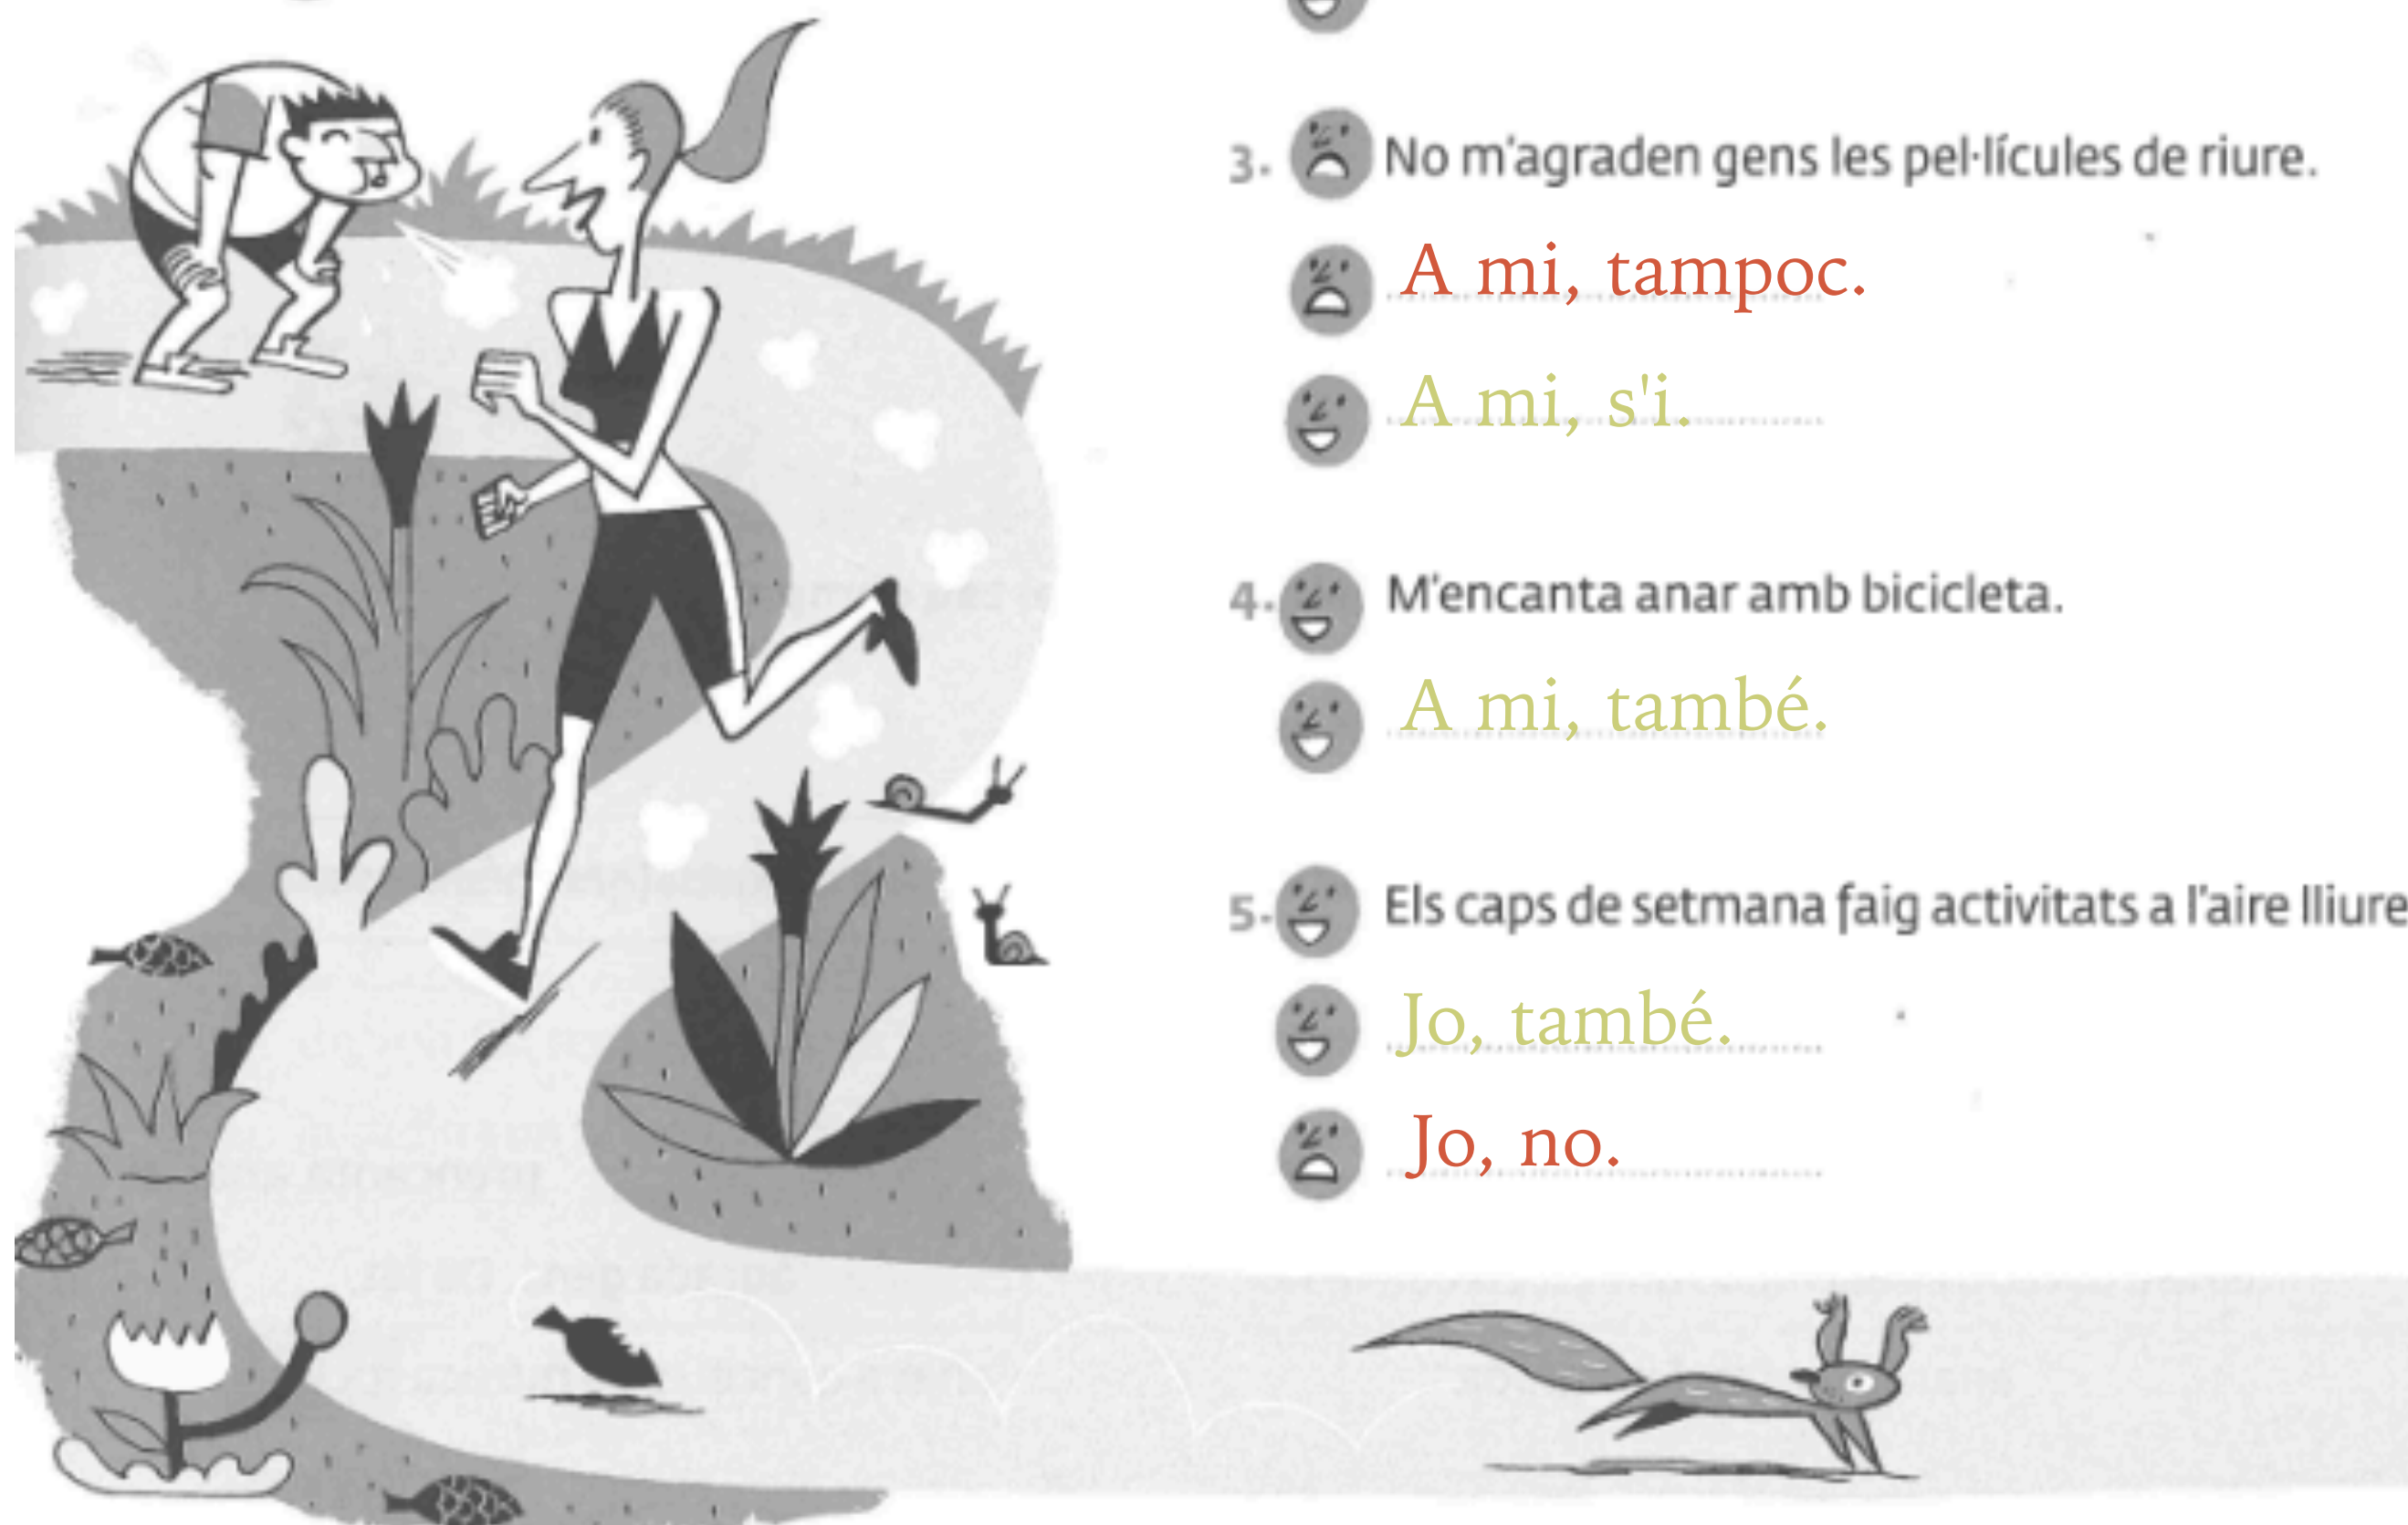 3. No m'agraden gens les pel·lícules de riure.
A mi, tampoc.
A mi, s'i.
4. M'encanta anar amb bicicleta.
A mi, també.
5. Els caps de setmana faig activitats a l'aire lliure
Jo, també.
Jo, no.